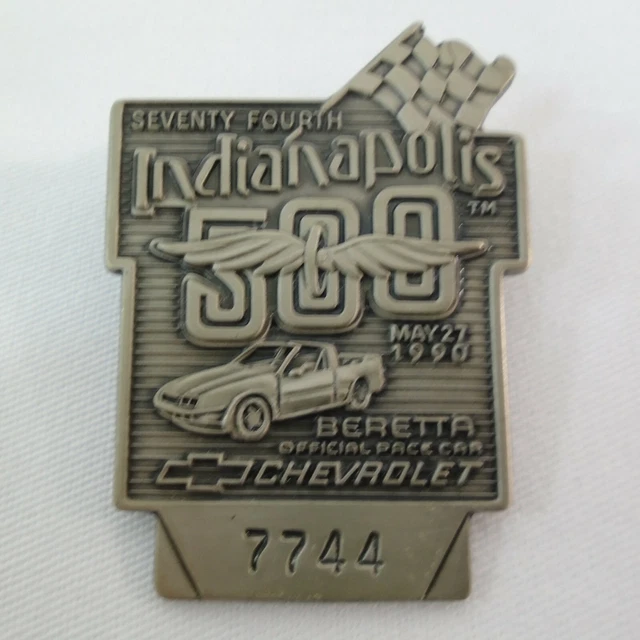 SEVENTY FOURTH
Indianapolis
500 TM
MAY 27
1990
BERETTA
OFFICIAL PACE CAR
CHEVROLET
7744